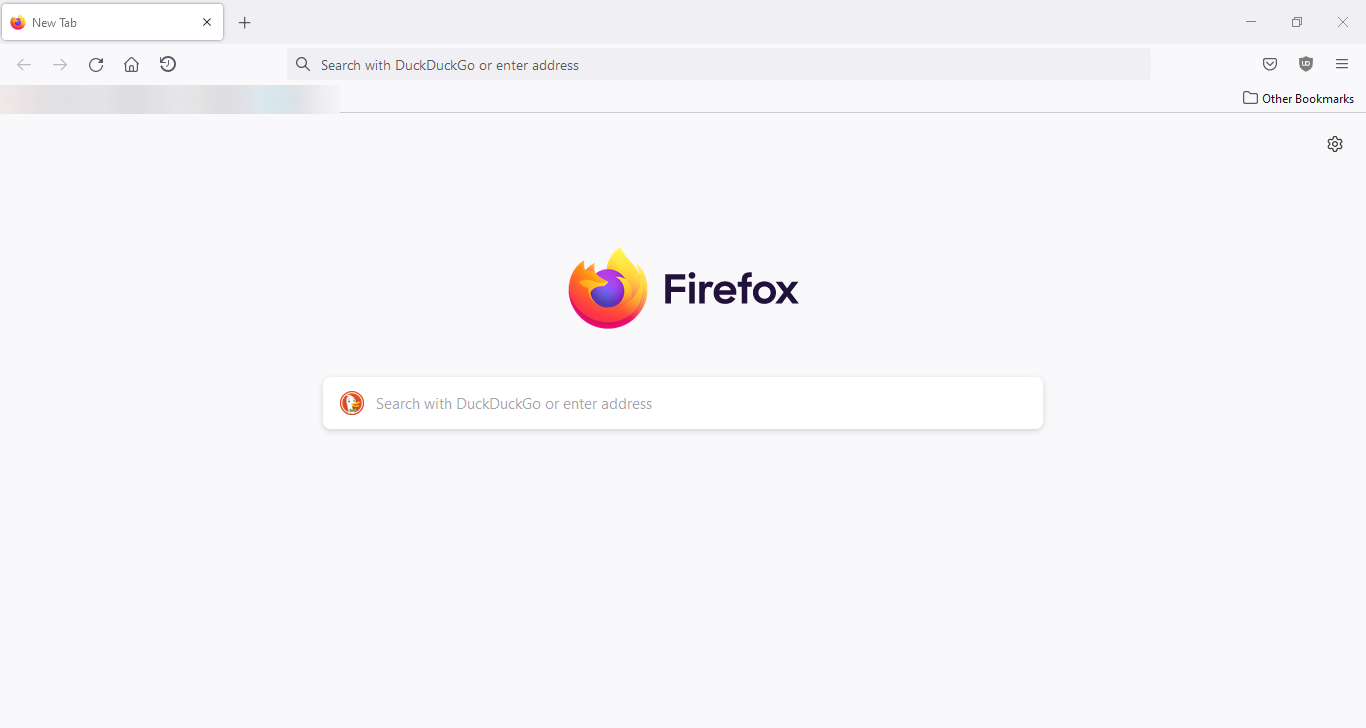 New Tab
Search with DuckDuckGo or enter address
Other Bookmarks
Firefox
Search with DuckDuckGo or enter address